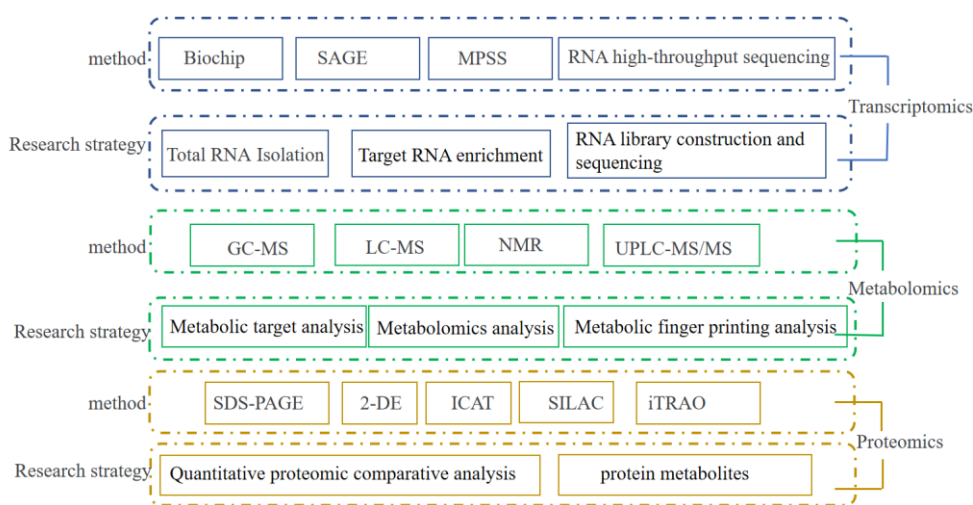 method
Biochip
SAGE
MPSS
RNA high-throughput sequencing
Transcriptomics
Research strategy
Total RNA Isolation
Target RNA enrichment
RNA library construction and
sequencing
method
GC-MS
LC-MS
NMR
UPLC-MS/MS
Metabolomics
Research strategy
Metabolic target analysis
Metabolomics analysis
Metabolic finger printing analysis
method
SDS-PAGE
2-DE
ICAT
SILAC
iTRAO
Proteomics
Research strategy
Quantitative proteomic comparative analysis
protein metabolites